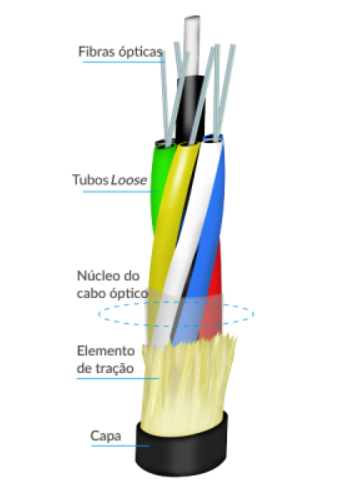 Fibras ópticas
Tubos Loose
Núcleo do
cabo óptico
Elemento
de tração
Capa